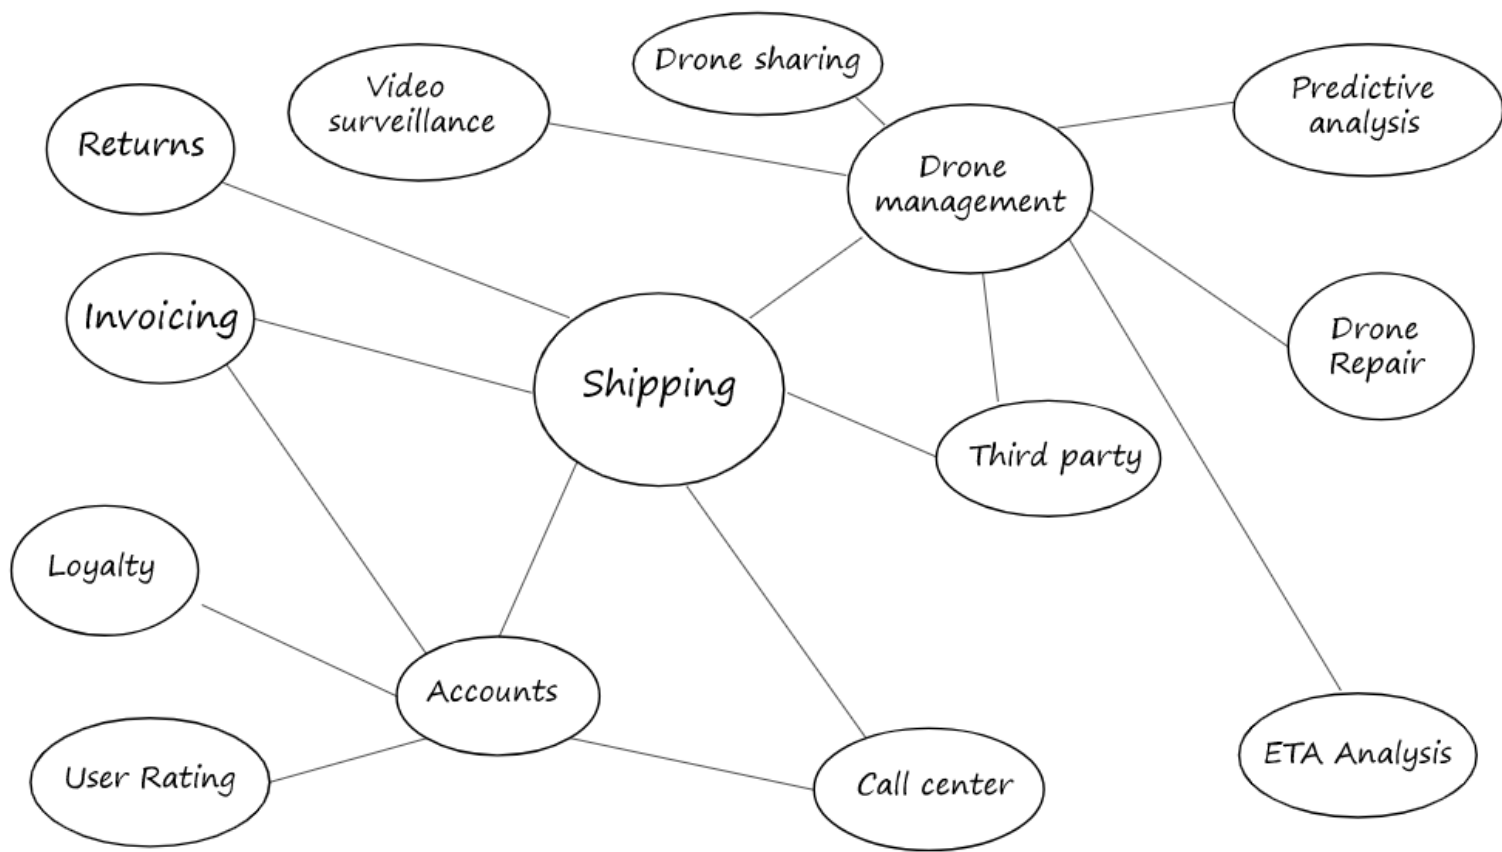 Drone sharing
Video
surveillance
Predictive
analysis
Returns
Drone
management
Invoicing
Drone
Repair
Shipping
Third party
Loyalty
Accounts
User Rating
Call center
ETA Analysis